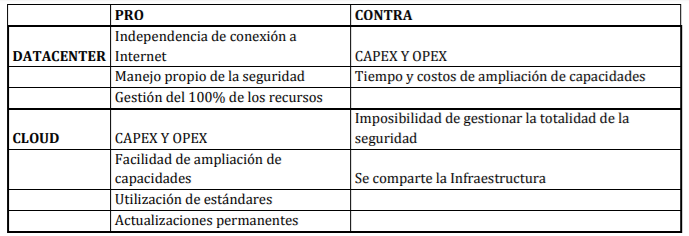 PRO CONTRA
DATACENTER Independencia de conexión a
Internet CAPEX Y OPEX
Manejo propio de la seguridad Tiempo y costos de ampliación de capacidades
Gestión del 100% de los recursos
CLOUD CAPEX Y OPEX Imposibilidad de gestionar la totalidad de la
seguridad
Facilidad de ampliación de
capacidades Se comparte la Infraestructura
Utilización de estándares
Actualizaciones permanentes